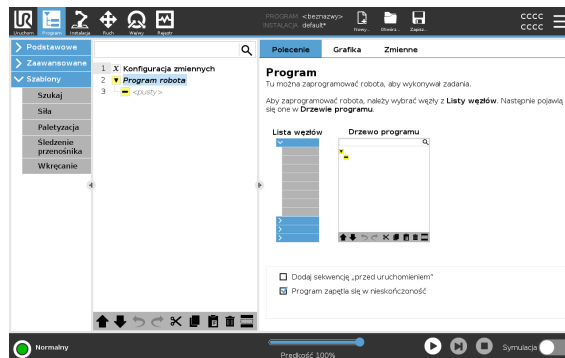 UR
Uruchom Program Instalacja Ruch We/wy Rejestr
PROGRAM <beznazwy>
INSTALACJA default*
Nowy... Otwórz... Zapisz...
CCCC
CCCC
Podstawowe
Zaawansowane
Szablony
Szukaj
Siła
Paletyzacja
Śledzenie
przenośnika
Wkręcanie
1 X Konfiguracja zmiennych
2 Program robota
3 <pusty>
Polecenie Grafika Zmienne
Program
Tu można zaprogramować robota, aby wykonywał zadania.
Aby zaprogramować robota, należy wybrać węzły z Listy węzłów. Następnie pojawią
się one w Drzewie programu.
Lista węzłów Drzewo programu
Dodaj sekwencję „przed uruchomieniem"
Program zapętla się w nieskończoność
Normalny
Prędkość 100%
Symulacja